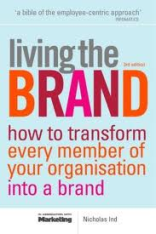 'a bible of the employee-centric approach'
living the
3rd edition
BRAND
how to transform
every member of
your organisation
into a brand
Marketing
Nicholas Ind